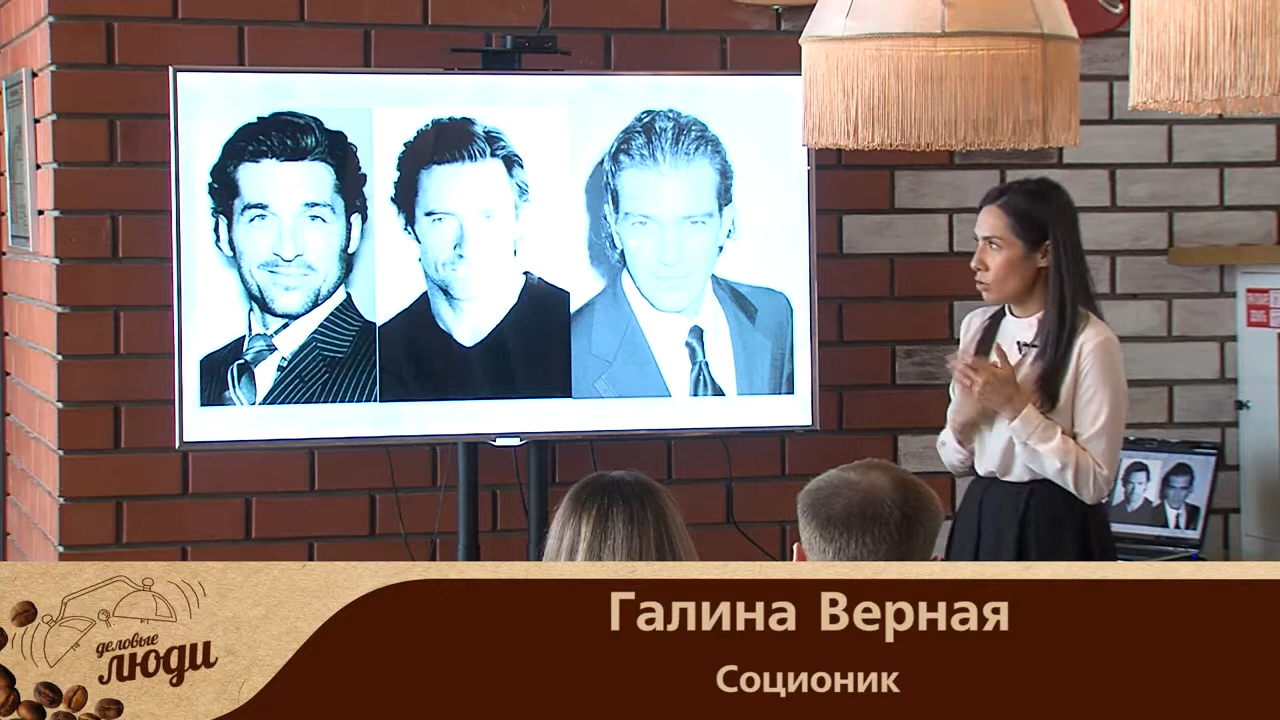 Галина Верная
Соционик
деловые
люди